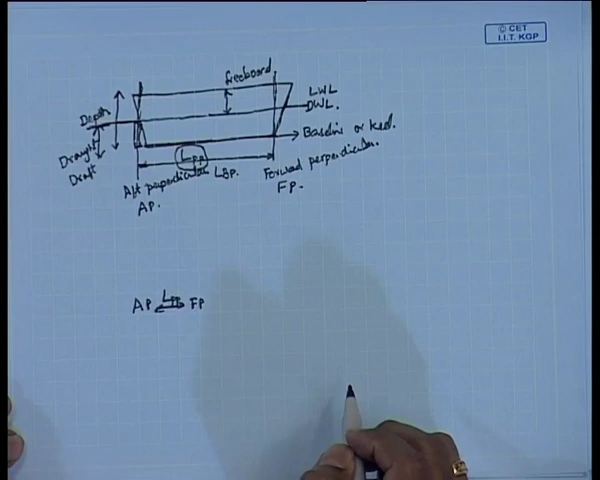 © CET
I.I.T. KGP
freeboard
LWL
DWL.
Depth
Baseline or keel.
Draught
Draft
Lpp
LBP.
Aft perpendicular
AP.
Forward perpendicular.
FP.
AP Lpp FP